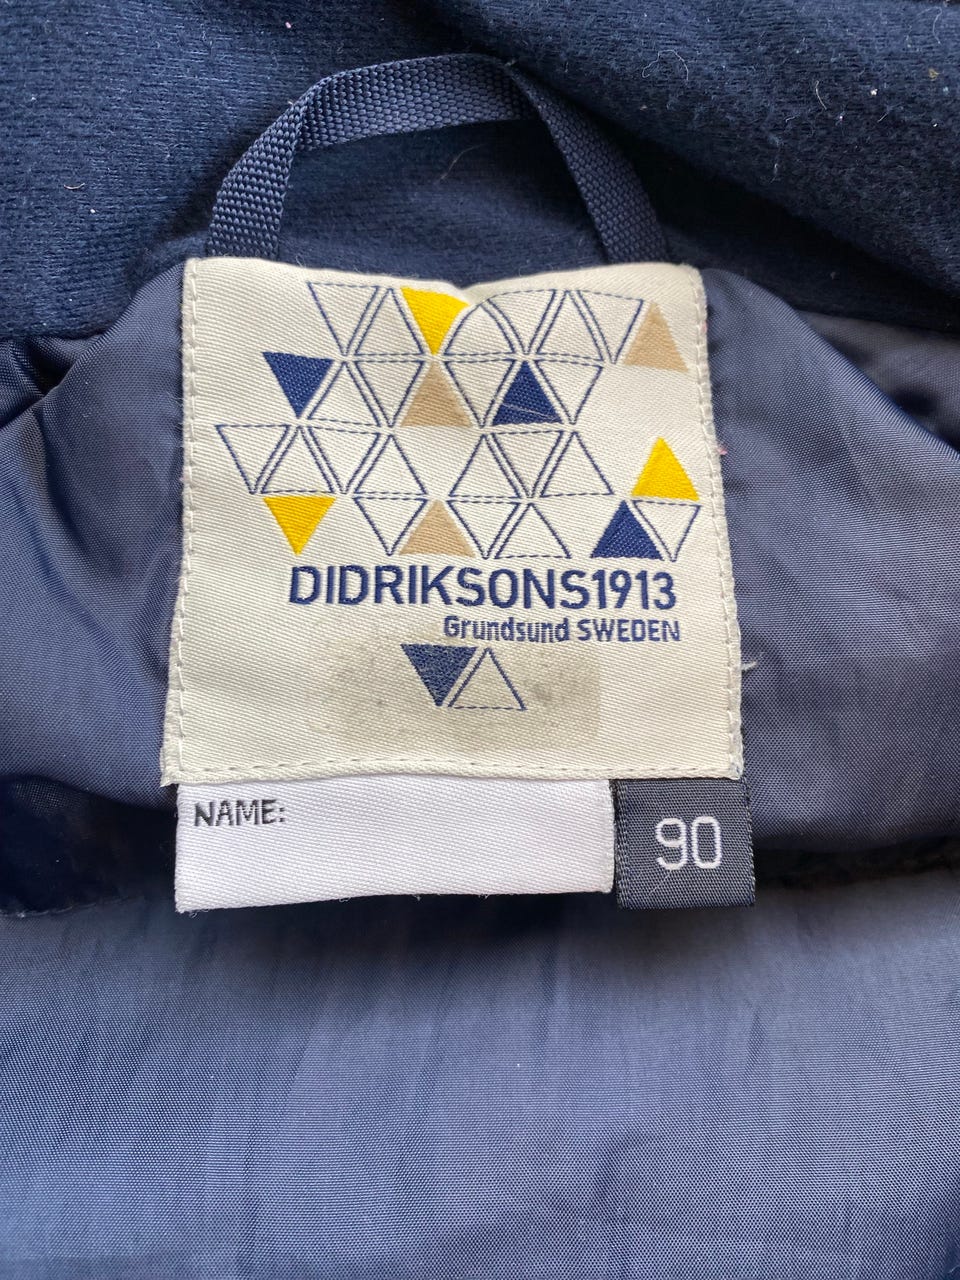 DIDRIKSONS1913
Grundsund SWEDEN
NAME:
90